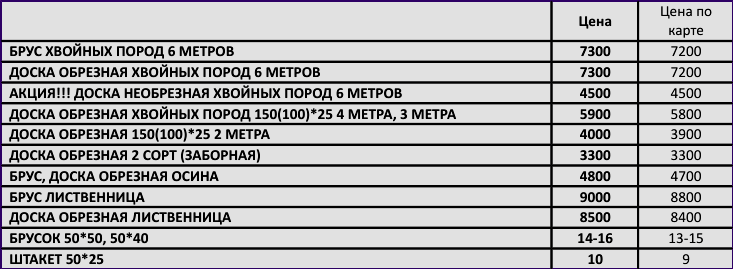 Цена Цена по
карте
БРУС ХВОЙНЫХ ПОРОД 6 МЕТРОВ 7300 7200
ДОСКА ОБРЕЗНАЯ ХВОЙНЫХ ПОРОД 6 МЕТРОВ 7300 7200
АКЦИЯ!!! ДОСКА НЕОБРЕЗНАЯ ХВОЙНЫХ ПОРОД 6 МЕТРОВ 4500 4500
ДОСКА ОБРЕЗНАЯ ХВОЙНЫХ ПОРОД 150(100)*25 4 МЕТРА, 3 МЕТРА 5900 5800
ДОСКА ОБРЕЗНАЯ 150(100)*25 2 МЕТРА 4000 3900
ДОСКА ОБРЕЗНАЯ 2 СОРТ (ЗАБОРНАЯ) 3300 3300
БРУС, ДОСКА ОБРЕЗНАЯ ОСИНА 4800 4700
БРУС ЛИСТВЕННИЦА 9000 8800
ДОСКА ОБРЕЗНАЯ ЛИСТВЕННИЦА 8500 8400
БРУСОК 50*50, 50*40 14-16 13-15
ШТАКЕТ 50*25 10 9